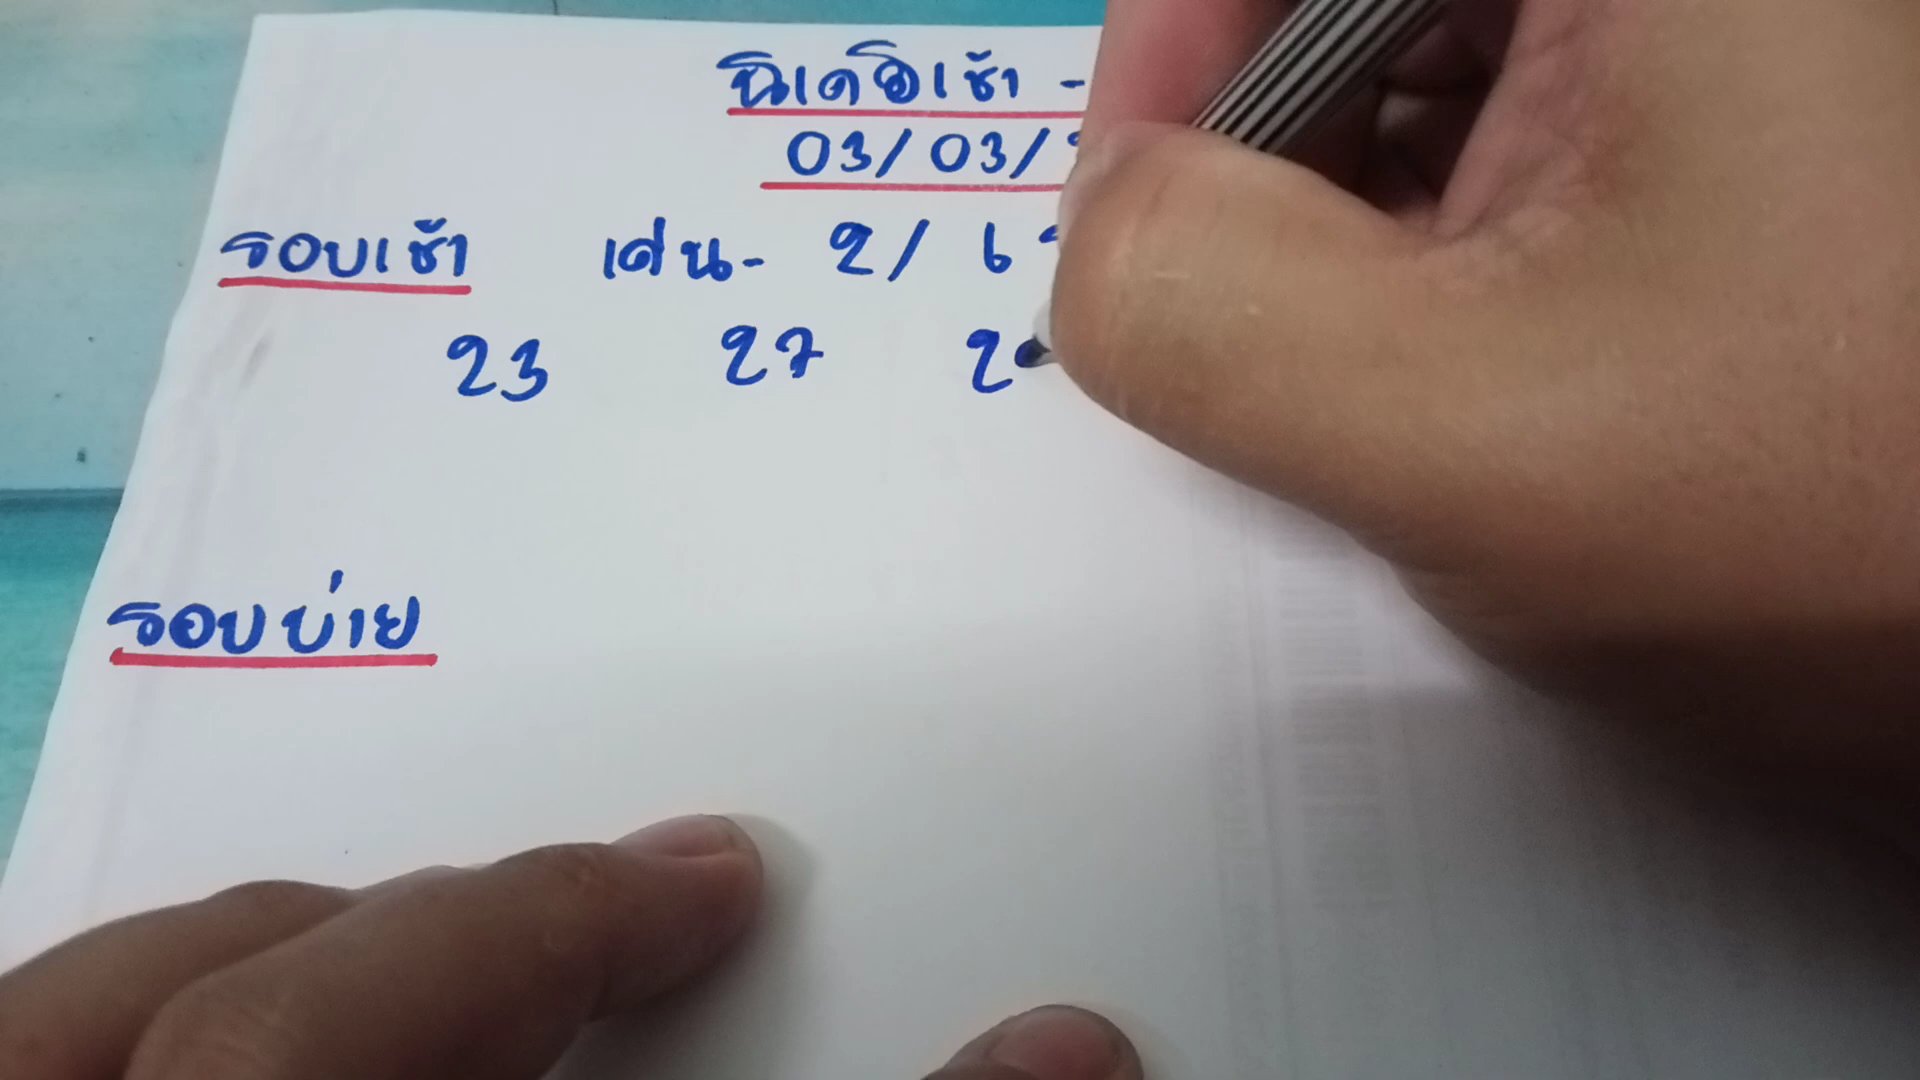 นิเคอิเช้า -
03/03/
รอบเช้า เด่น- 2/ 6
23 27 2
รอบบ่าย